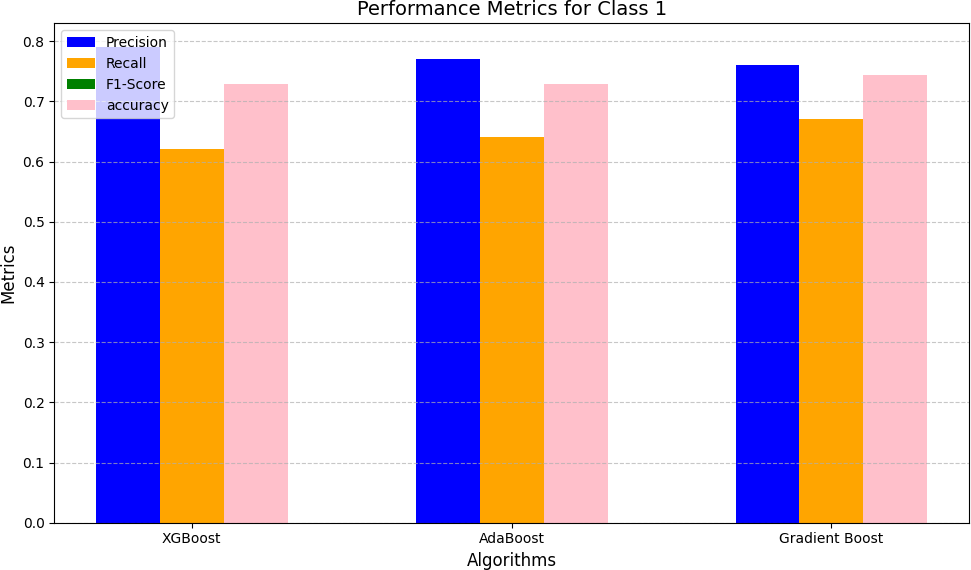 Performance Metrics for Class 1
Precision
Recall
F1-Score
accuracy
0.8
0.7
0.6
0.5
0.4
0.3
0.2
0.1
0.0
Metrics
XGBoost AdaBoost Gradient Boost
Algorithms